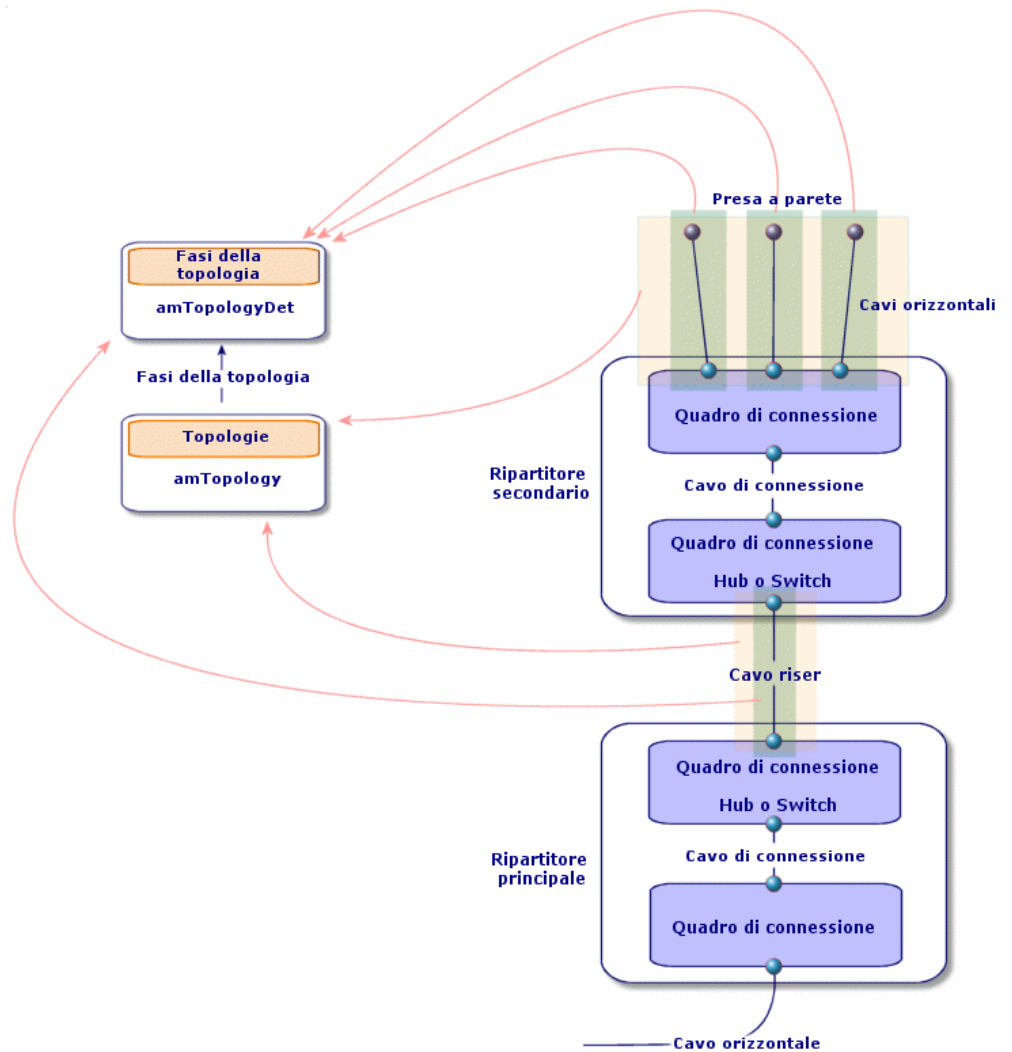 Presa a parete
Fasi della
topologia
amTopologyDet
Cavi orizzontali
Fasi della topologia
Topologie
amTopology
Quadro di connessione
Ripartitore
secondario
Cavo di connessione
Quadro di connessione
Hub o Switch
Cavo riser
Quadro di connessione
Hub o Switch
Ripartitore
principale
Cavo di connessione
Quadro di connessione
Cavo orizzontale